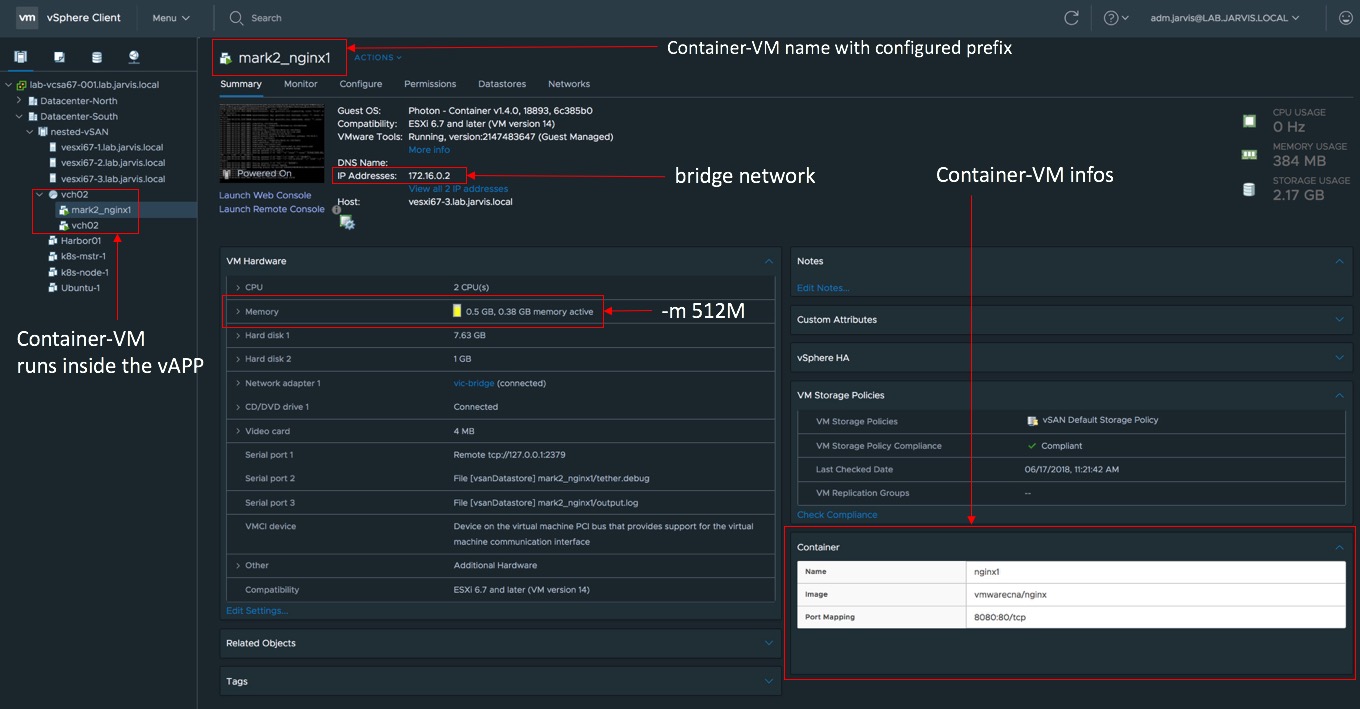 vm vSphere Client Menu Search adm.jarvis@LAB.JARVIS.LOCAL
lab-vcsa67-001.lab.jarvis.local
Datacenter-North
Datacenter-South
nested-vSAN
vesxi67-1.lab.jarvis.local
vesxi67-2.lab.jarvis.local
vesxi67-3.lab.jarvis.local
vch02
mark2_nginx1
vch02
Harbor01
k8s-mstr-1
k8s-node-1
Ubuntu-1
Container-VM
runs inside the vAPP
mark2_nginx1 ACTIONS
Container-VM name with configured prefix
Summary Monitor Configure Permissions Datastores Networks
Powered On
Launch Web Console
Launch Remote Console
Guest OS: Photon - Container v1.4.0, 18893, 6c385b0
Compatibility: ESXi 6.7 and later (VM version 14)
VMware Tools: Running, version:2147483647 (Guest Managed)
More info
DNS Name:
IP Addresses: 172.16.0.2
View all 2 IP addresses
Host: vesxi67-3.lab.jarvis.local
bridge network
Container-VM infos
CPU USAGE
0 Hz
MEMORY USAGE
384 MB
STORAGE USAGE
2.17 GB
VM Hardware
CPU 2 CPU(s)
Memory 0.5 GB, 0.38 GB memory active
-m 512M
Hard disk 1 7.63 GB
Hard disk 2 1 GB
Network adapter 1 vic-bridge (connected)
CD/DVD drive 1 Connected
Video card 4 MB
Serial port 1 Remote tcp://127.0.0.1:2379
Serial port 2 File [vsanDatastore] mark2_nginx1/tether.debug
Serial port 3 File [vsanDatastore] mark2_nginx1/output.log
VMCI device Device on the virtual machine PCI bus that provides support for the virtual
machine communication interface
Other Additional Hardware
Compatibility ESXi 6.7 and later (VM version 14)
Edit Settings...
Related Objects
Tags
Notes
Edit Notes...
Custom Attributes
vSphere HA
VM Storage Policies
VM Storage Policies vSAN Default Storage Policy
VM Storage Policy Compliance Compliant
Last Checked Date 06/17/2018, 11:21:42 AM
VM Replication Groups --
Check Compliance
Container
Name nginx1
Image vmwarecna/nginx
Port Mapping 8080:80/tcp